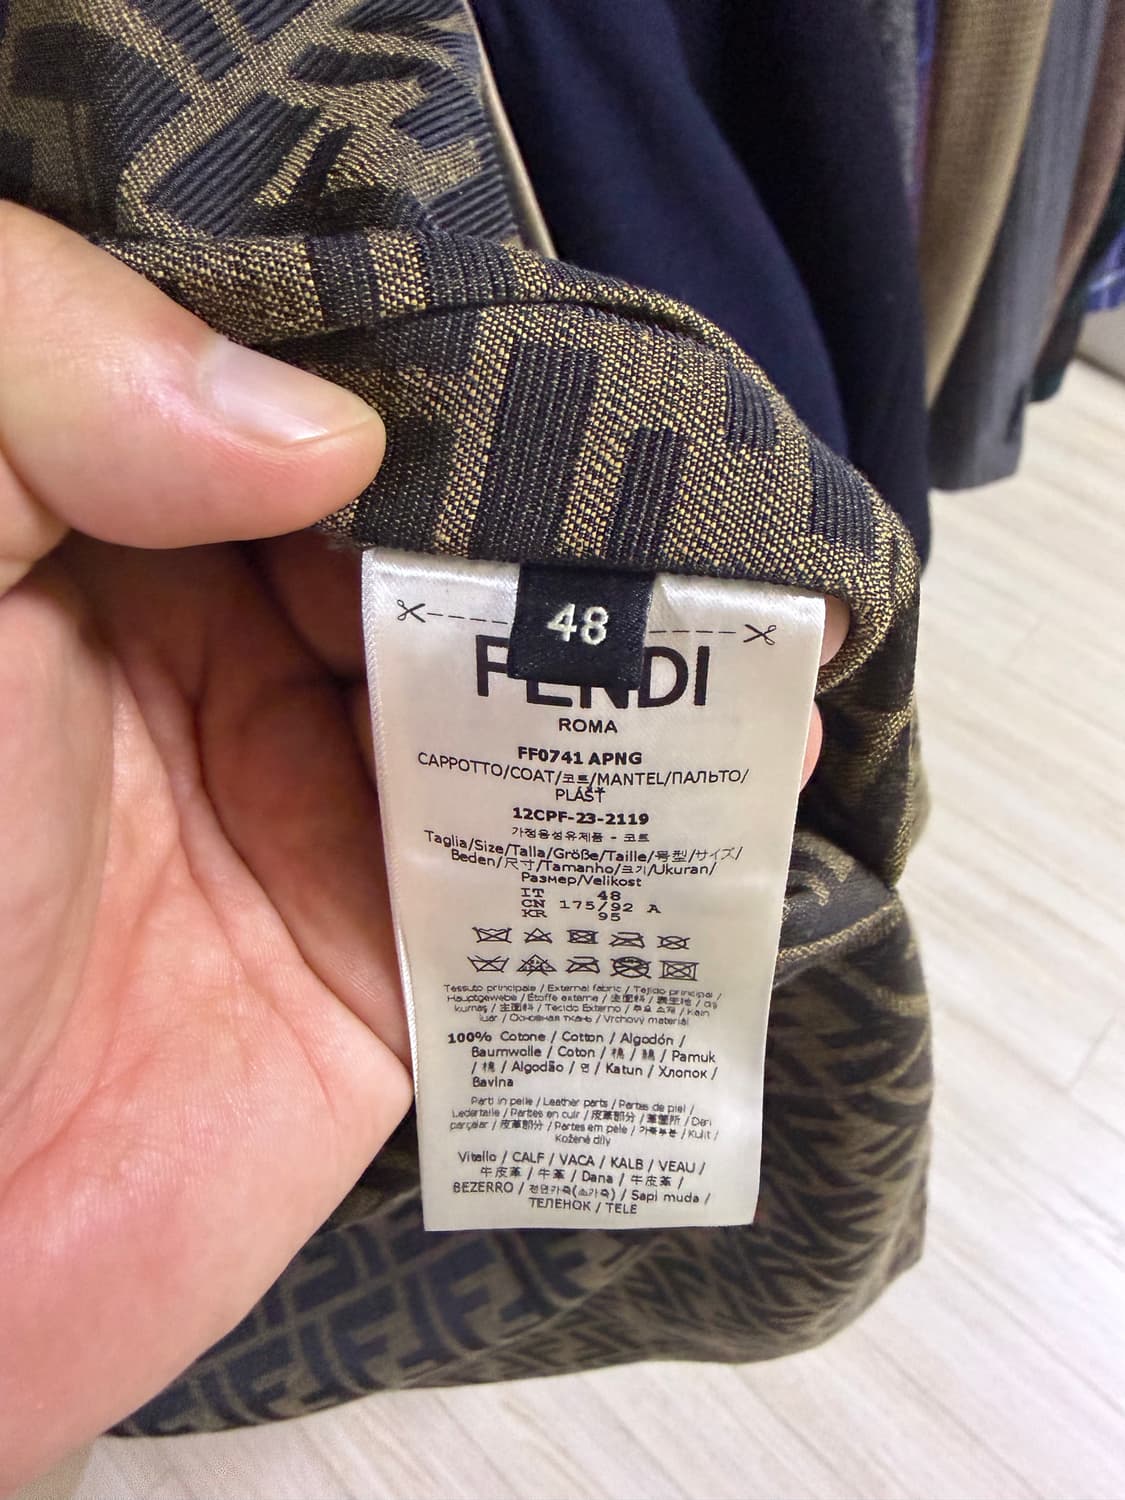 48
FENDI
ROMA
FF0741 APNG
CAPPOTTO/COAT/코트/MANTEL/ПАЛЬТО/
PLÁŠŤ
12CPF-23-2119
가정용섬유제품 - 코트
Taglia/Size/Talla/Größe/Taille/号型/サイズ/
Beden/尺寸/Tamanho/크기/Ukuran/
Размер/Velikost
IT 48
CN 175/92 A
KR 95
Tessuto principale / External fabric / Tejido principal /
Hauptgewebe / Étoffe externe / 主面料 / 表生地 / dış
kumaş / 主面料 / Tecido Externo / 주요 소재 / Kain
luar / Основная ткань / Vrchový materiál
100% Cotone / Cotton / Algodón /
Baumwolle / Coton / 棉 / 綿 / Pamuk
/ 棉 / Algodão / 면 / Katun / Хлопок /
Bavlna
Parti in pelle / Leather parts / Partes de piel /
Lederteile / Parties en cuir / 皮革部分 / 革箇所 / Deri
parçalar / 皮革部分 / Partes em pele / 가죽부분 / Kulit /
Kožené díly
Vitello / CALF / VACA / KALB / VEAU /
牛皮革 / 牛革 / Dana / 牛皮革 /
BEZERRO / 천연가죽(소가죽) / Sapi muda /
ТЕЛЕНОК / TELE